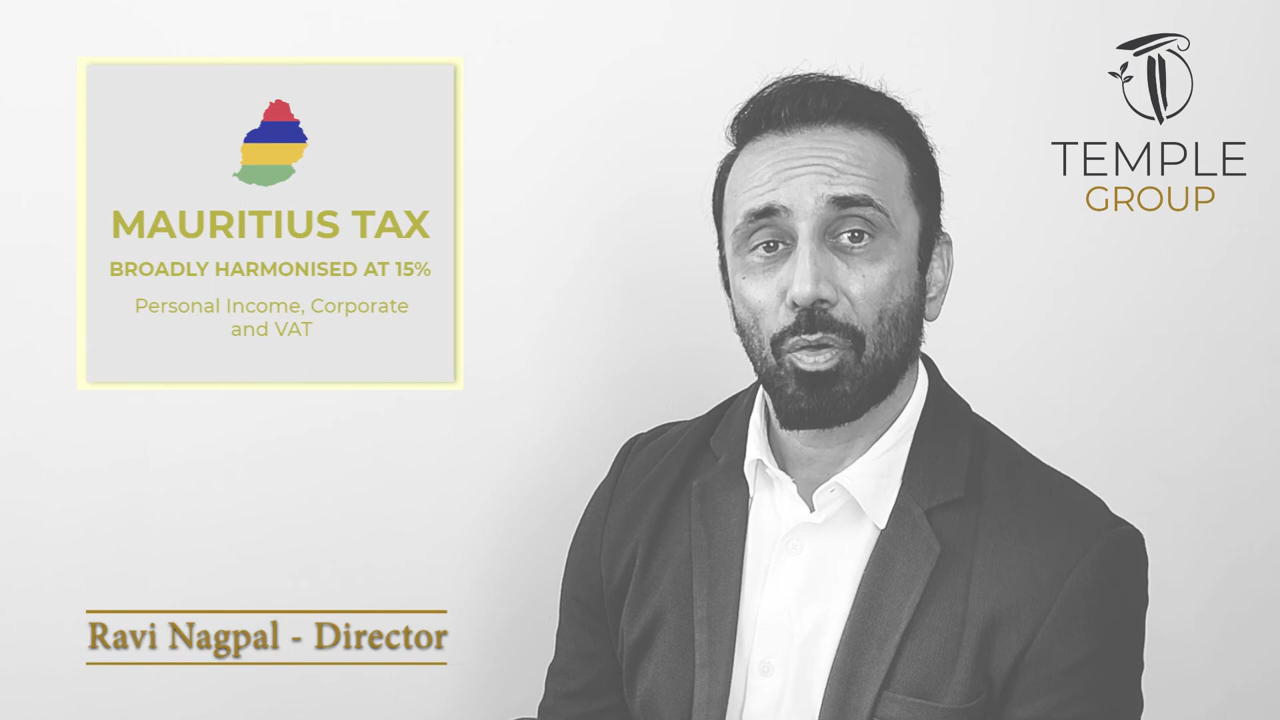 MAURITIUS TAX
BROADLY HARMONISED AT 15%
Personal Income, Corporate
and VAT
TEMPLE
GROUP
Ravi Nagpal - Director